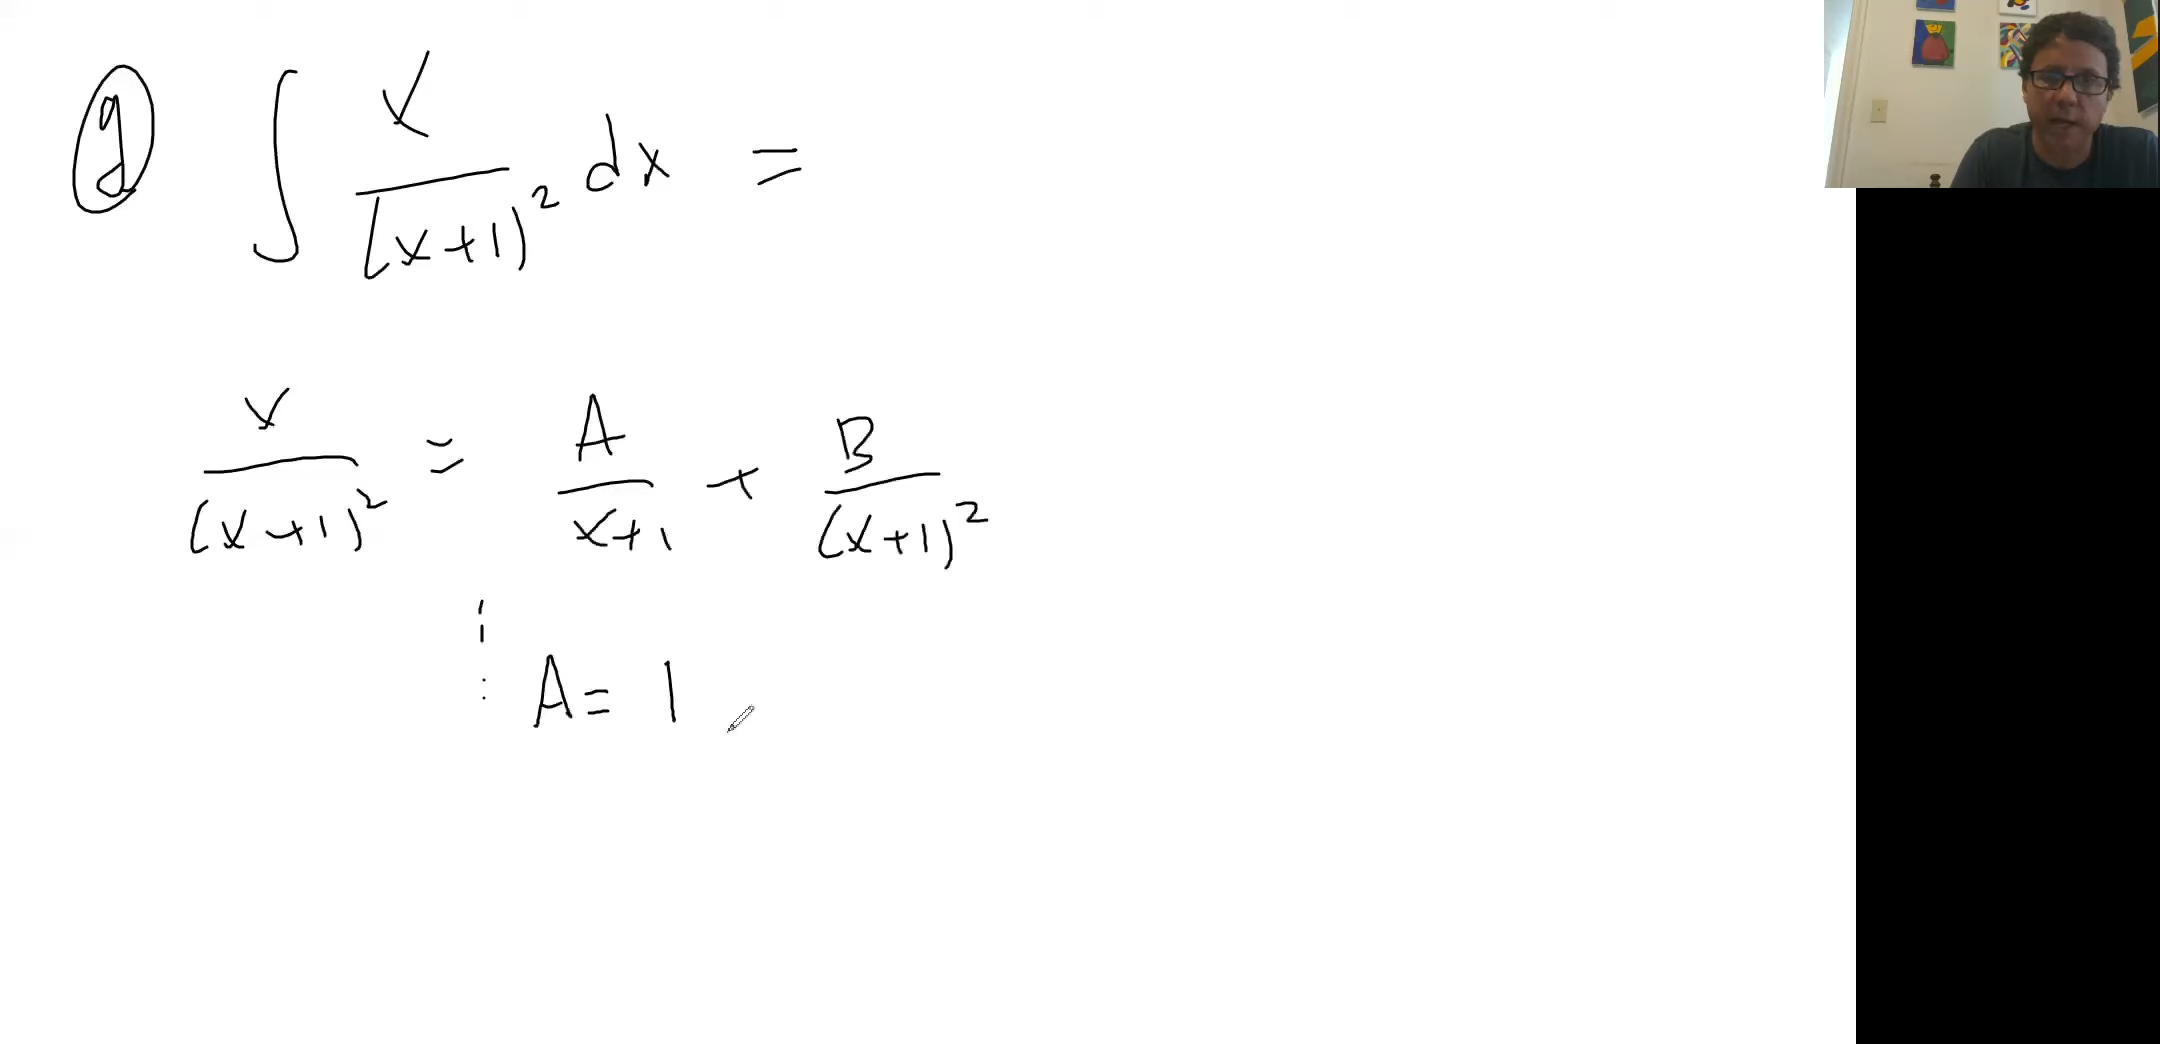 g ∫ x/(x+1)² dx =
x/(x+1)² = A/x+1 + B/(x+1)²
A = 1